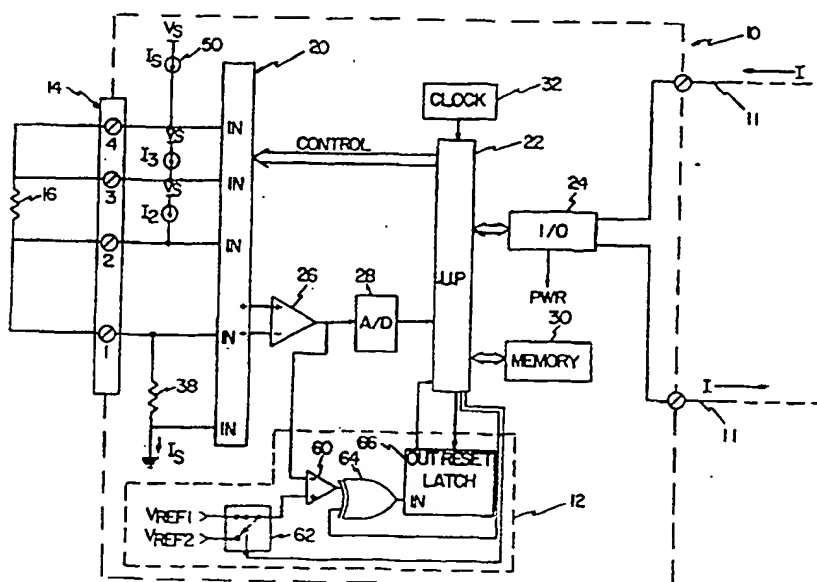 VS
IS
50
20
10
I
11
14
CLOCK
32
4
IN
VS
CONTROL
22
I3
3
IN
VS
24
16
I2
I/O
2
IN
26
28
UP
PWR
30
A/D
MEMORY
1
IN
I
38
11
IN
IS
66
60
64
OUT RESET
LATCH
IN
12
VREF1
VREF2
62